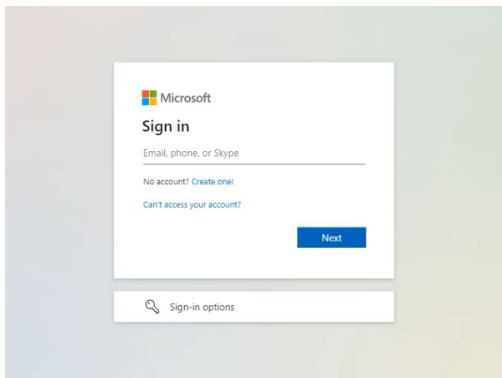 Microsoft
Sign in
Email, phone, or Skype
No account? Create one!
Can't access your account?
Next
Sign-in options